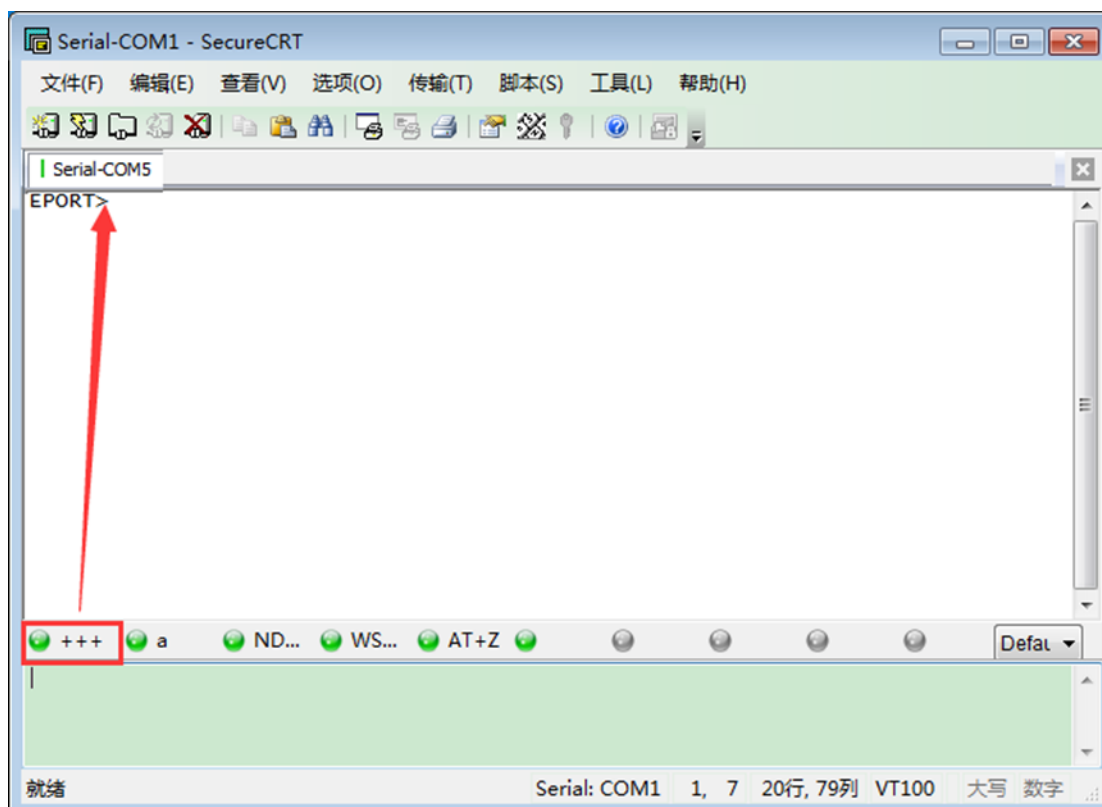 Serial-COM1 - SecureCRT
文件(F) 编辑(E) 查看(V) 选项(O) 传输(T) 脚本(S) 工具(L) 帮助(H)
Serial-COM5
EPORT>
+++ a ND... WS... AT+Z Defau
就绪 Serial: COM1 1, 7 20行, 79列 VT100 大写 数字